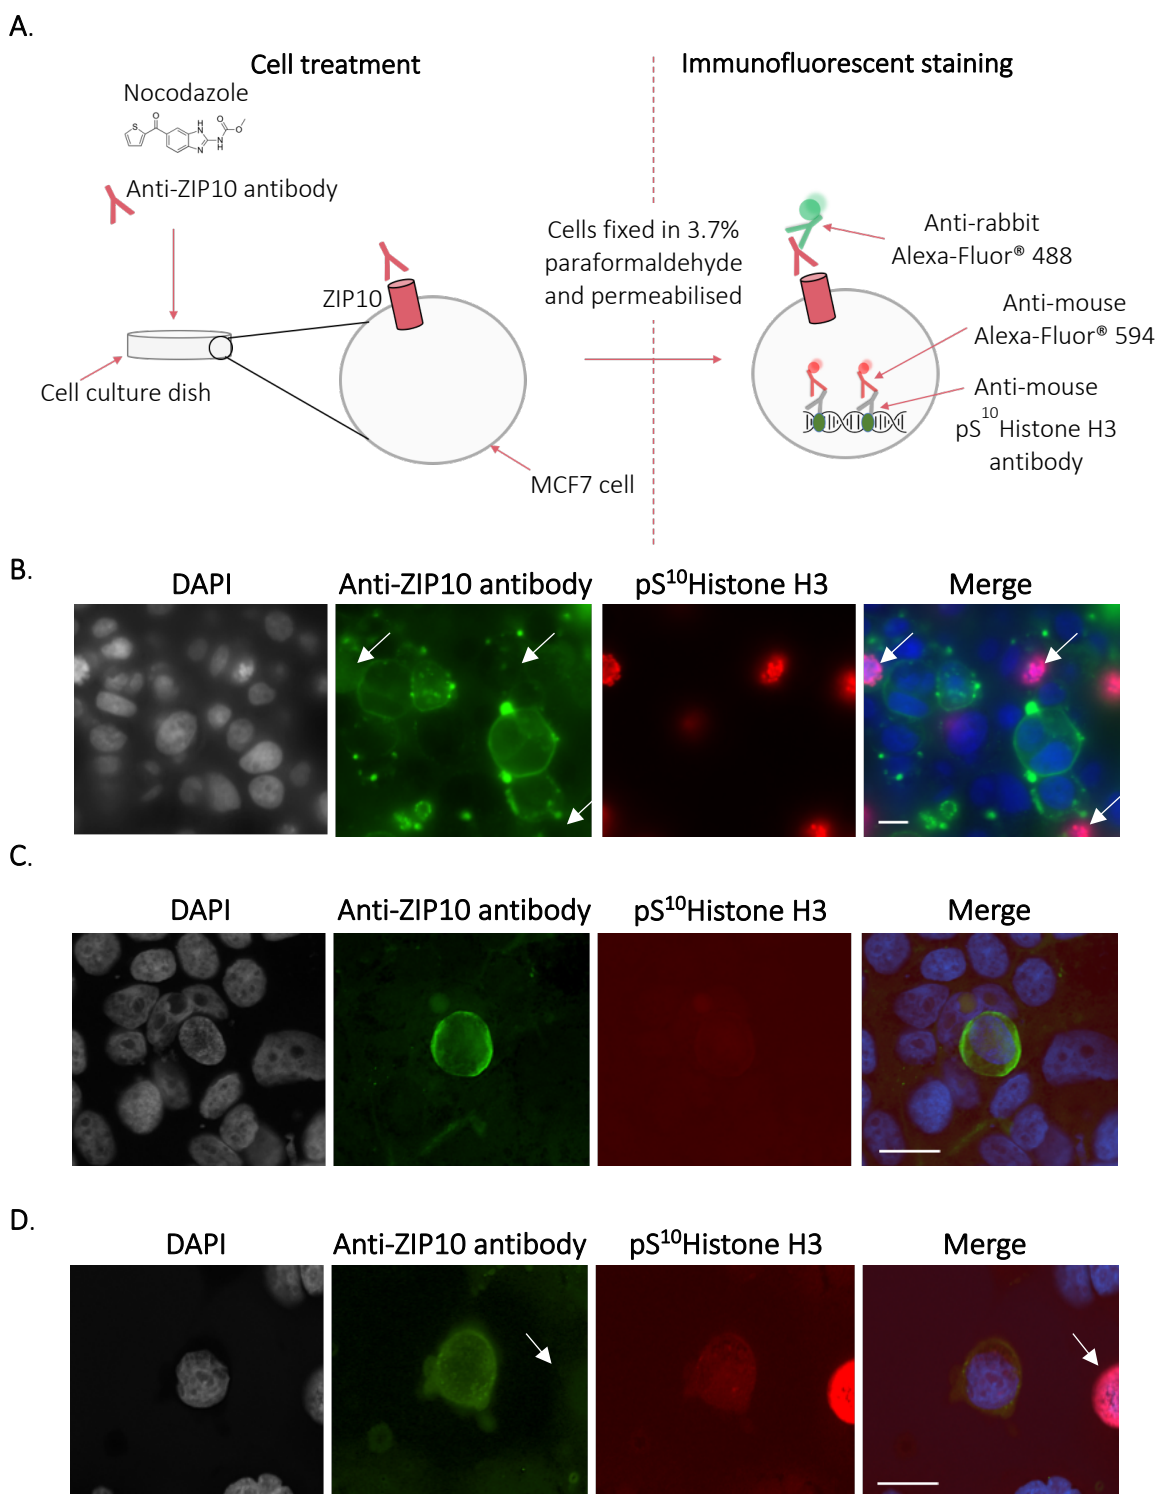 A.
Cell treatment
Immunofluorescent staining
Nocodazole
Anti-ZIP10 antibody
ZIP10
Cell culture dish
MCF7 cell
Cells fixed in 3.7%
paraformaldehyde
and permeabilised
Anti-rabbit
Alexa-Fluor® 488
Anti-mouse
Alexa-Fluor® 594
Anti-mouse
pS10Histone H3
antibody
B.
DAPI
Anti-ZIP10 antibody
pS10Histone H3
Merge
C.
DAPI
Anti-ZIP10 antibody
pS10Histone H3
Merge
D.
DAPI
Anti-ZIP10 antibody
pS10Histone H3
Merge